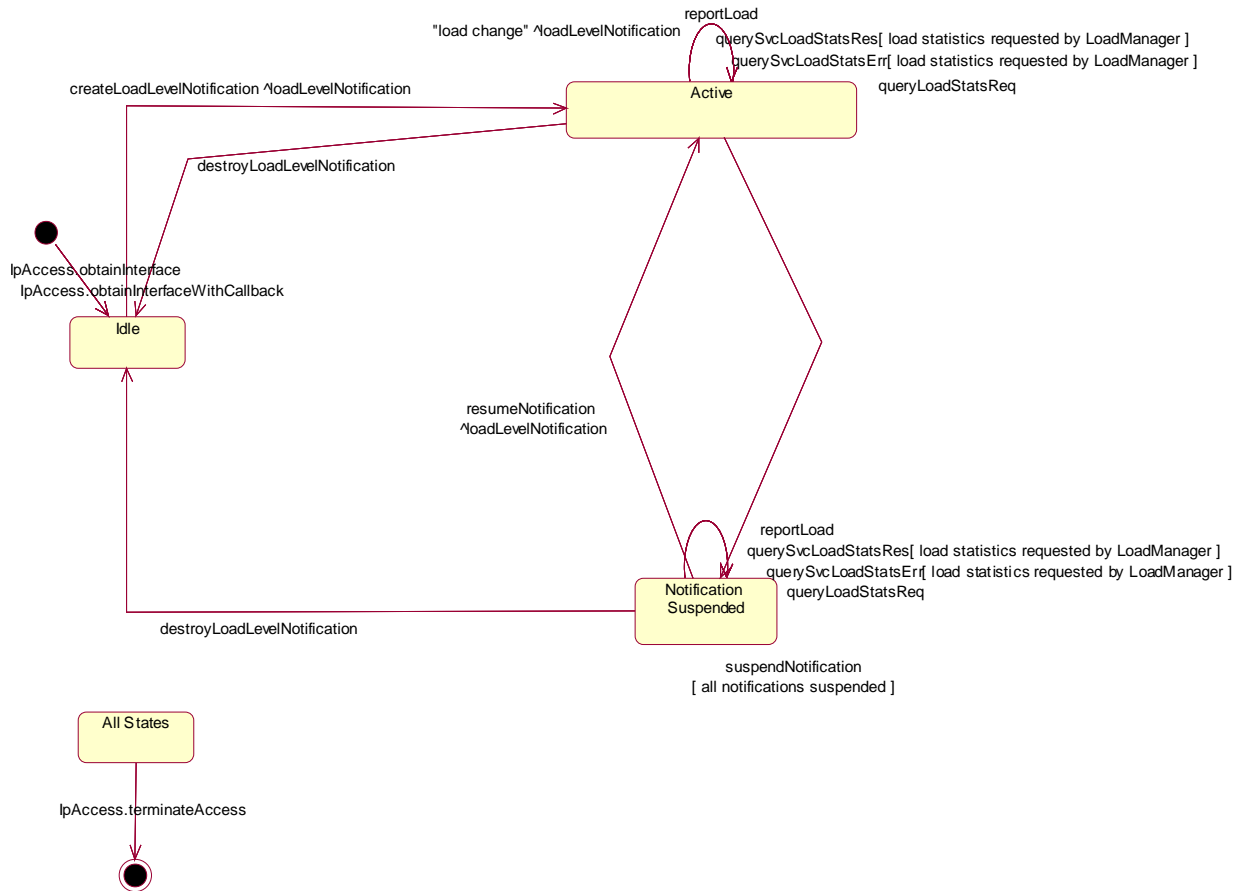 reportLoad
"load change" ^loadLevelNotification
querySvcLoadStatsRes[ load statistics requested by LoadManager ]
querySvcLoadStatsErr[ load statistics requested by LoadManager ]
queryLoadStatsReq
Active
createLoadLevelNotification ^loadLevelNotification
destroyLoadLevelNotification
IpAccess.obtainInterface
IpAccess.obtainInterfaceWithCallback
Idle
resumeNotification
^loadLevelNotification
reportLoad
querySvcLoadStatsRes[ load statistics requested by LoadManager ]
querySvcLoadStatsErr[ load statistics requested by LoadManager ]
queryLoadStatsReq
Notification
Suspended
destroyLoadLevelNotification
suspendNotification
[ all notifications suspended ]
All States
IpAccess.terminateAccess